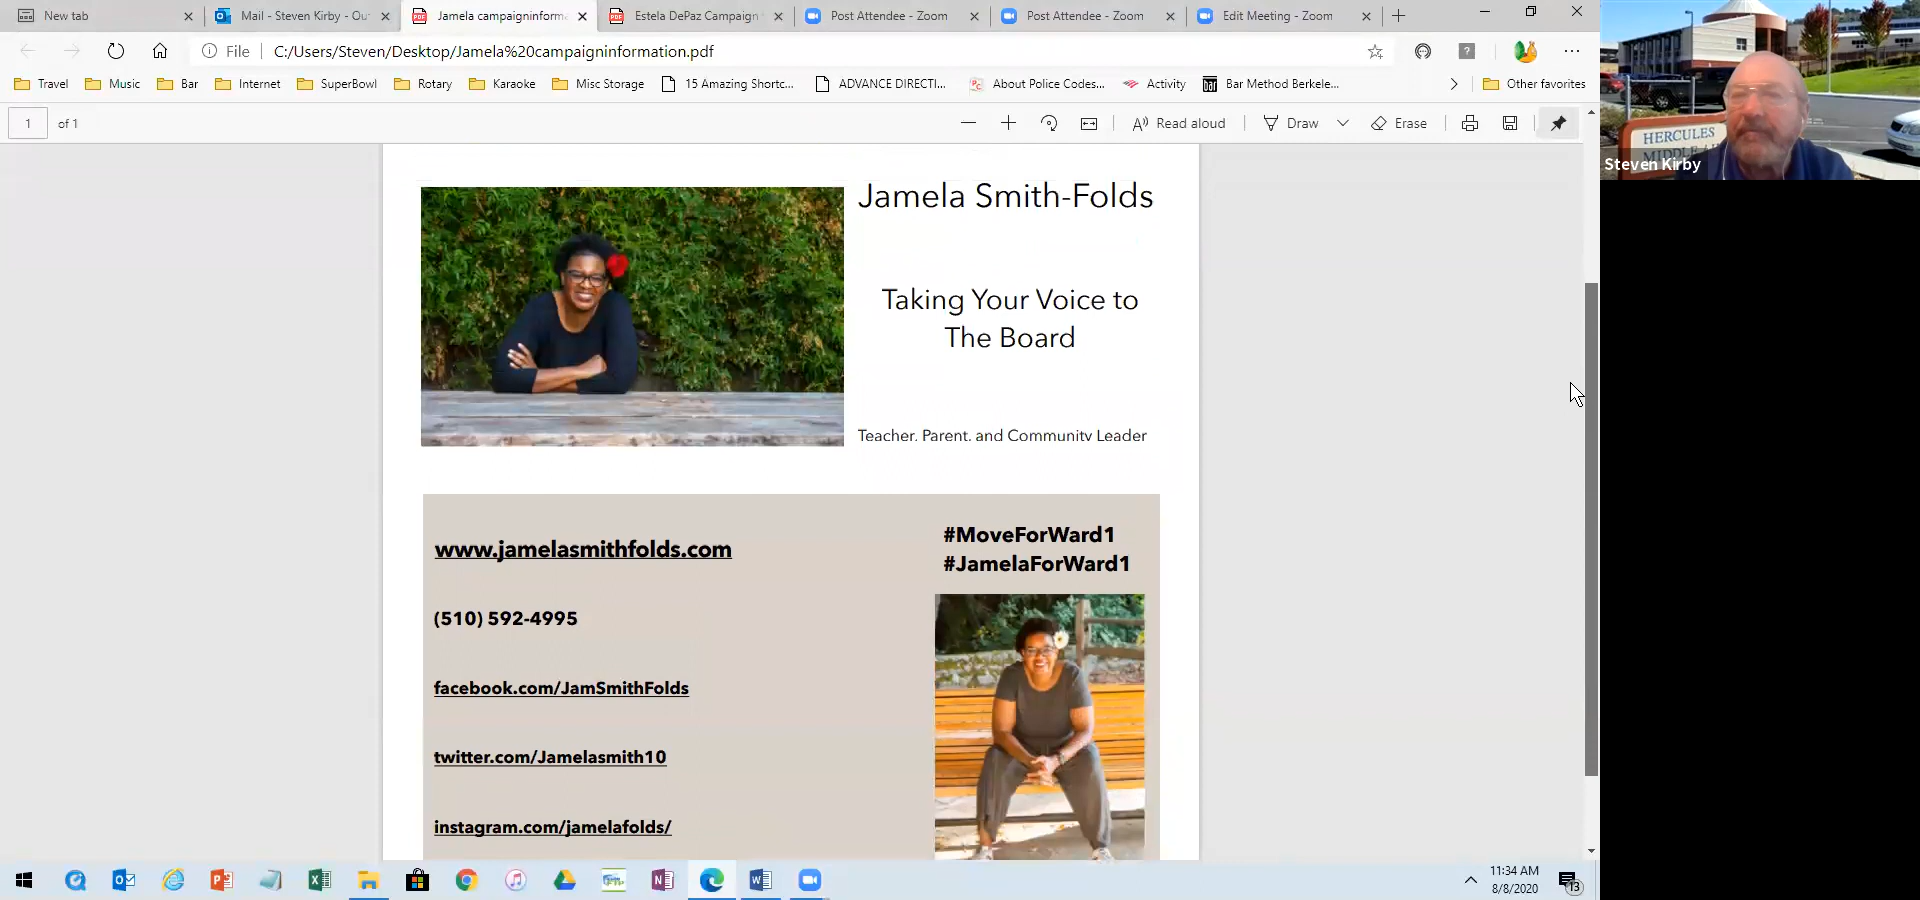 New tab
Mail - Steven Kirby - Ou
Jamela campaigninform
Estela DePaz Campaign
Post Attendee - Zoom
Post Attendee - Zoom
Edit Meeting - Zoom
File
C:/Users/Steven/Desktop/Jamela%20campaigninformation.pdf
Travel
Music
Bar
Internet
SuperBowl
Rotary
Karaoke
Misc Storage
15 Amazing Shortc...
ADVANCE DIRECTI...
About Police Codes...
Activity
Bar Method Berkele...
Other favorites
1 of 1
Read aloud
Draw
Erase
HERCULES
Steven Kirby
Jamela Smith-Folds
Taking Your Voice to
The Board
Teacher, Parent, and Community Leader
www.jamelasmithfolds.com
(510) 592-4995
facebook.com/JamSmithFolds
twitter.com/Jamelasmith10
instagram.com/jamelafolds/
#MoveForWard1
#JamelaForWard1
11:34 AM
8/8/2020
13